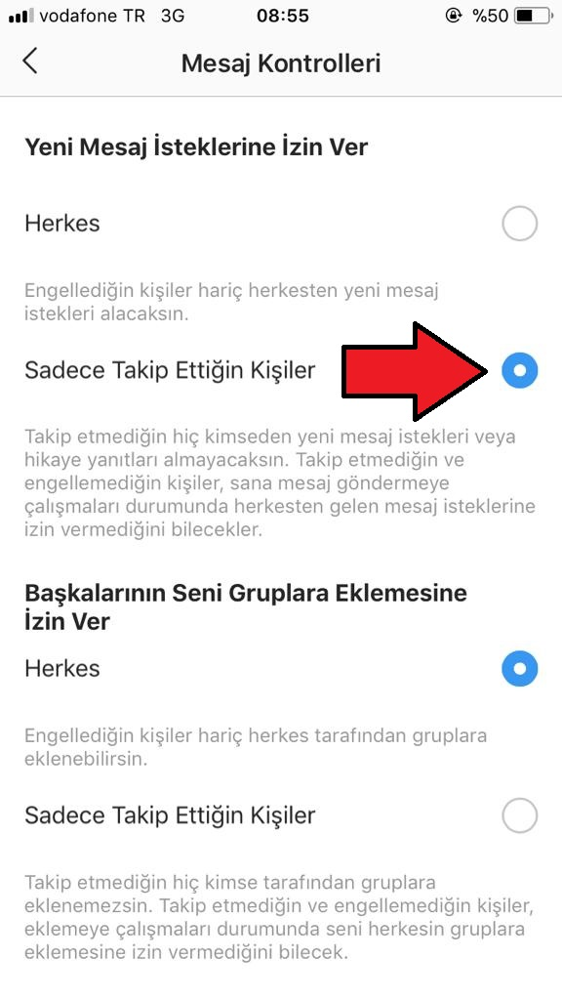 vodafone TR 3G 08:55 %50
Mesaj Kontrolleri
Yeni Mesaj İsteklerine İzin Ver
Herkes
Engellediğin kişiler hariç herkesten yeni mesaj
istekleri alacaksın.
Sadece Takip Ettiğin Kişiler
Takip etmediğin hiç kimseden yeni mesaj istekleri veya
hikaye yanıtları almayacaksın. Takip etmediğin ve
engellemediğin kişiler, sana mesaj göndermeye
çalışmaları durumunda herkesten gelen mesaj isteklerine
izin vermediğini bilecekler.
Başkalarının Seni Gruplara Eklemesine
İzin Ver
Herkes
Engellediğin kişiler hariç herkes tarafından gruplara
eklenebilirsin.
Sadece Takip Ettiğin Kişiler
Takip etmediğin hiç kimse tarafından gruplara
eklenemezsin. Takip etmediğin ve engellemediğin kişiler,
eklemeye çalışmaları durumunda seni herkesin gruplara
eklemesine izin vermediğini bilecek.